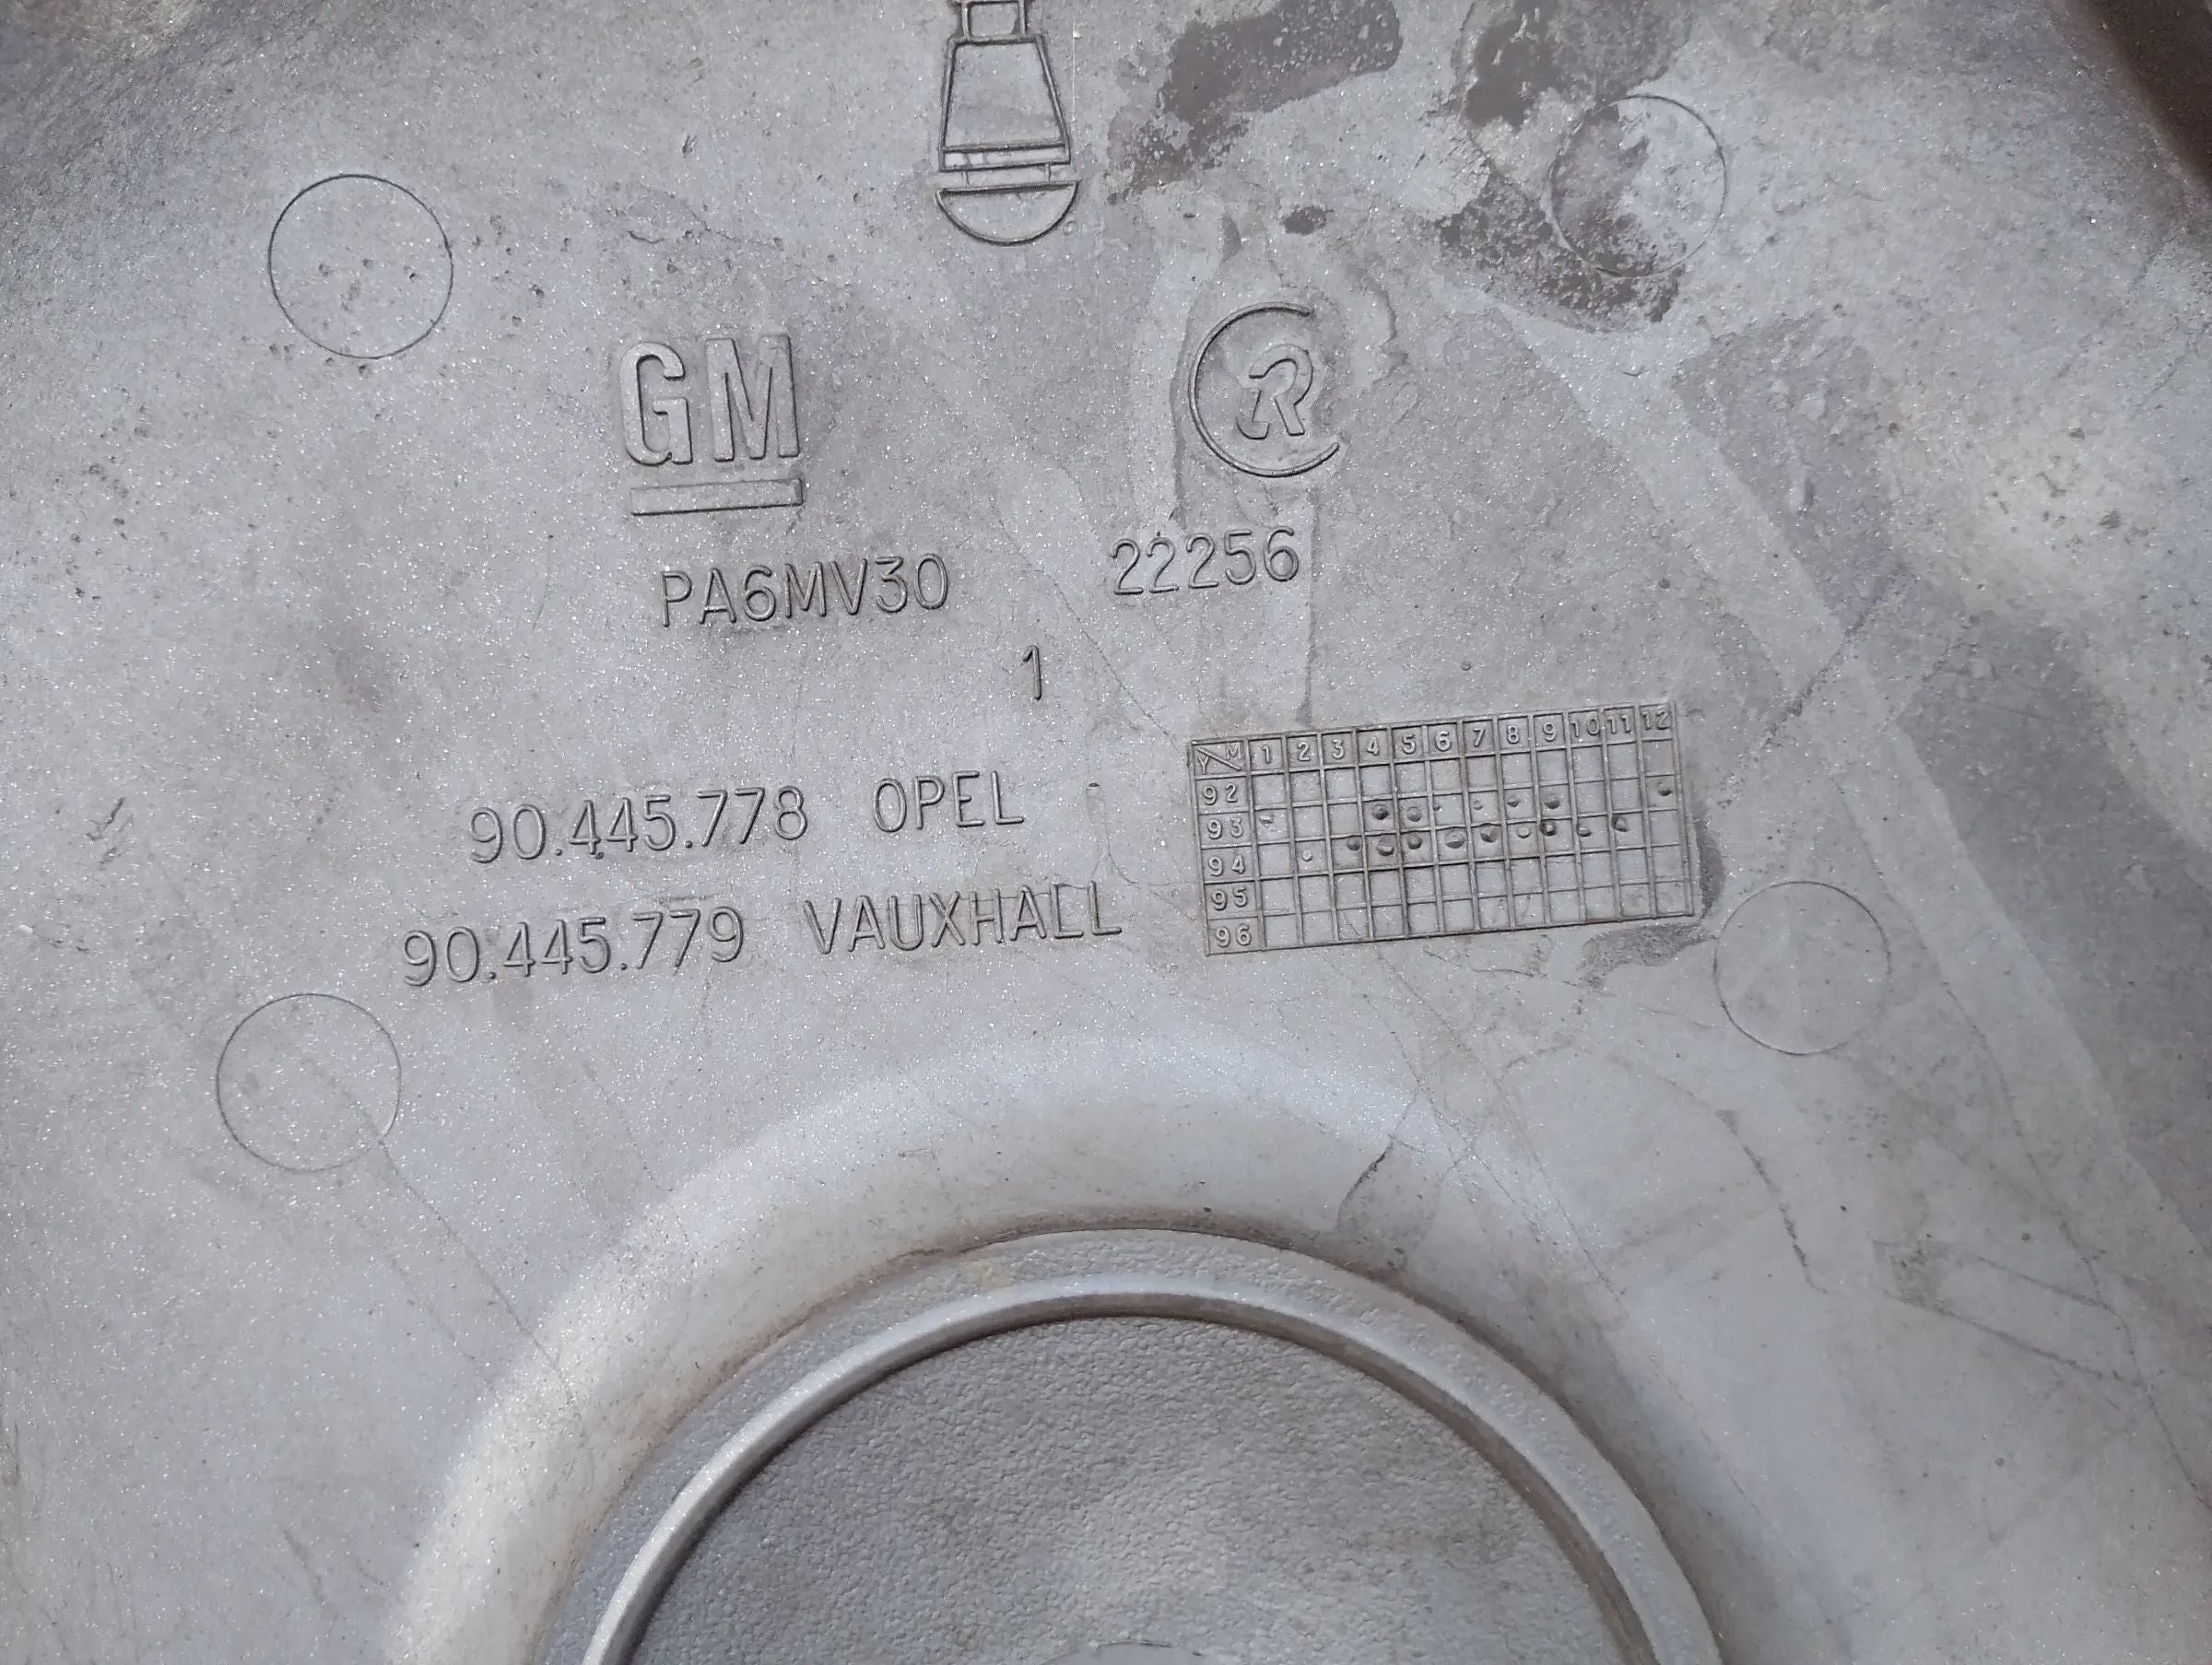 GM
R
PA6MV30 22256
1
90.445.778 OPEL
90.445.779 VAUXHALL
Y M 1 2 3 4 5 6 7 8 9 10 11 12
92
93
94
95
96